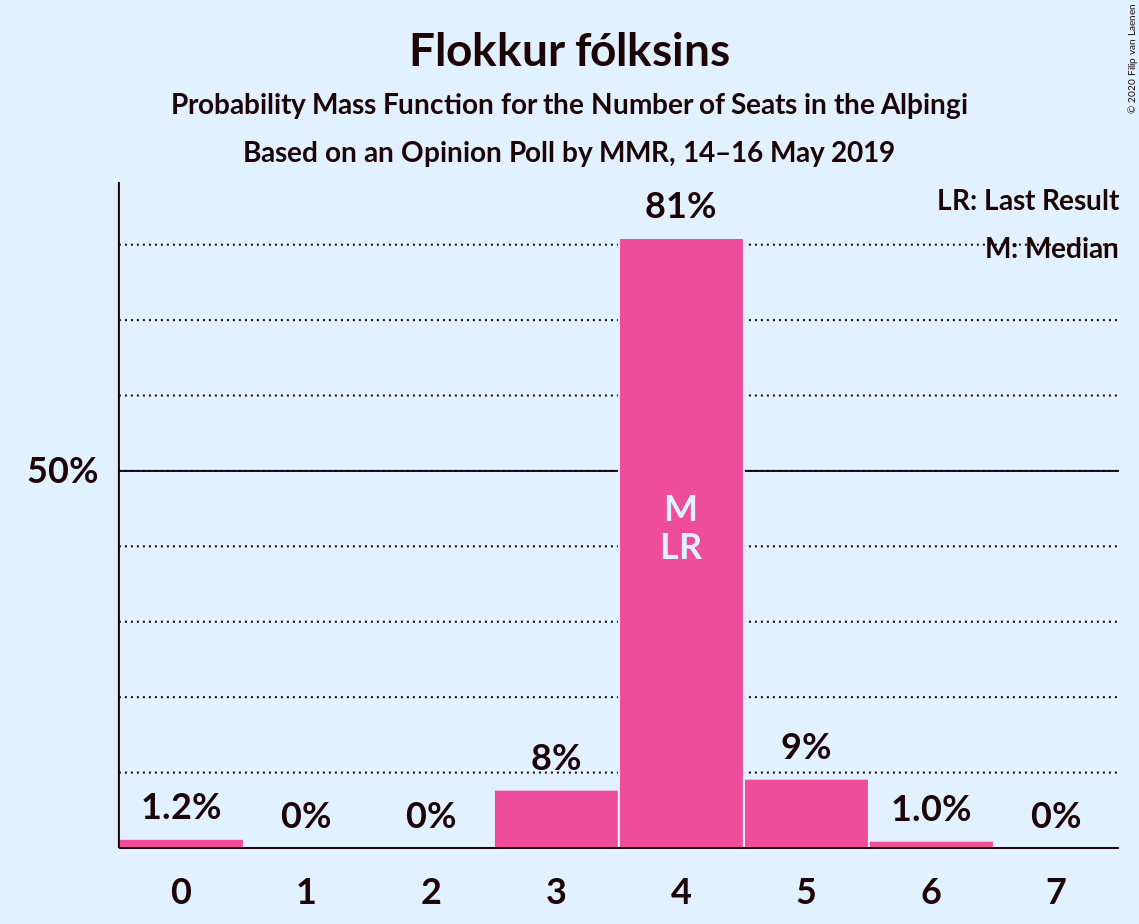 Flokkur fólksins
Probability Mass Function for the Number of Seats in the Alþingi
Based on an Opinion Poll by MMR, 14–16 May 2019
© 2020 Filip van Laenen
LR: Last Result
M: Median
50%
1.2%
0%
0%
8%
81%
9%
1.0%
0%
M
LR
0 1 2 3 4 5 6 7